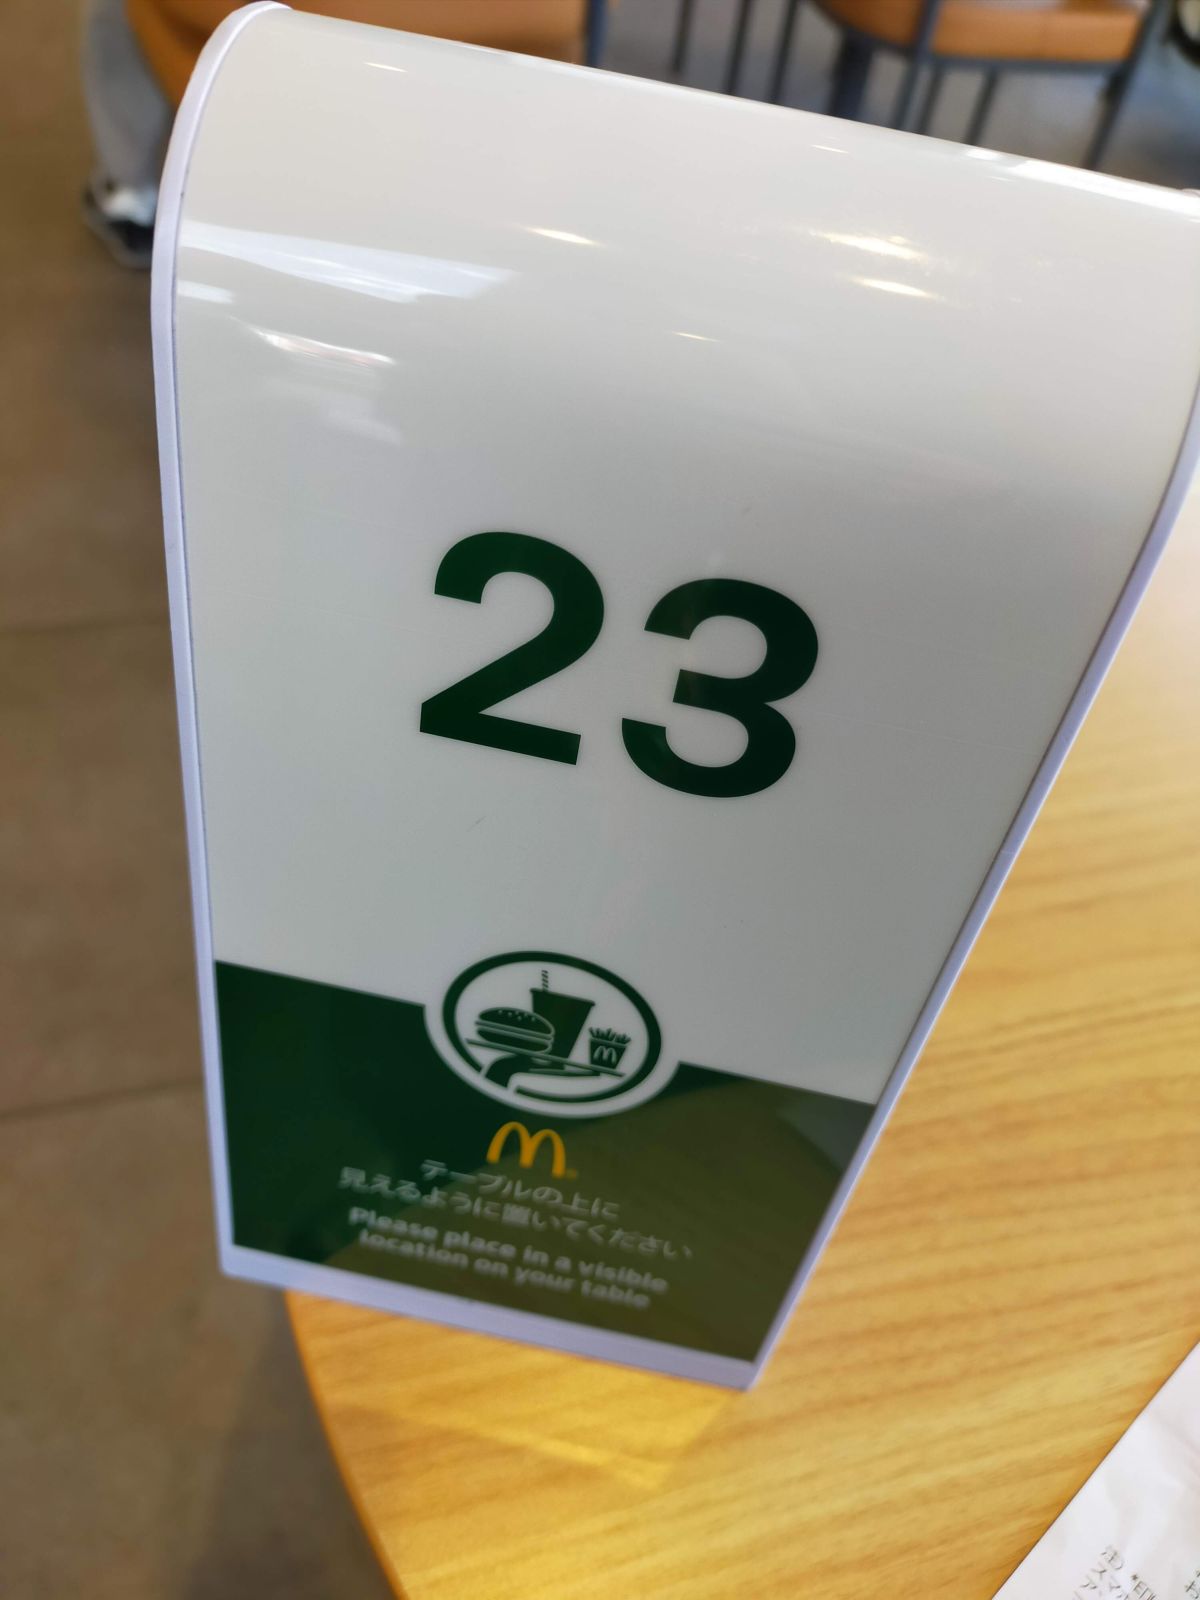 23
テーブルの上に
見えるように置いてください
Please place in a visible
location on your table